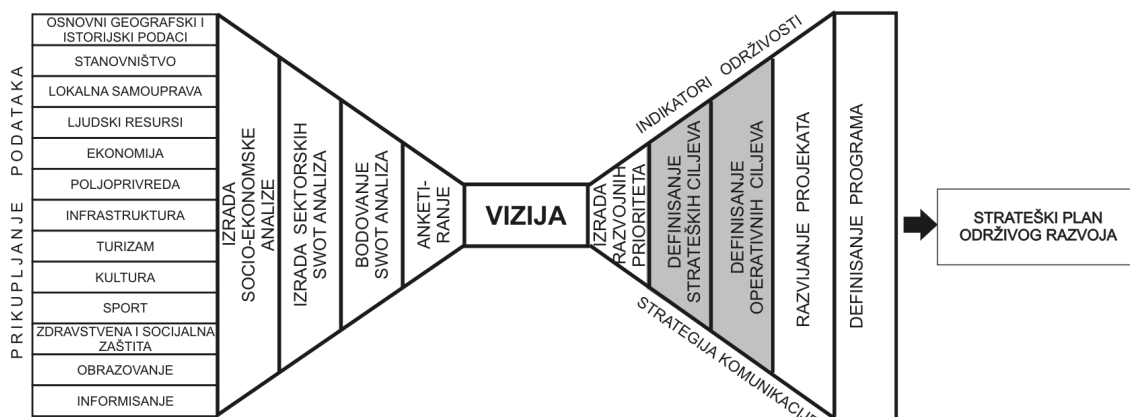 PRIKUPLJANJE PODATAKA
OSNOVNI GEOGRAFSKI I
ISTORIJSKI PODACI
STANOVNIŠTVO
LOKALNA SAMOUPRAVA
LJUDSKI RESURSI
EKONOMIJA
POLJOPRIVREDA
INFRASTRUKTURA
TURIZAM
KULTURA
SPORT
ZDRAVSTVENA I SOCIJALNA
ZAŠTITA
OBRAZOVANJE
INFORMISANJE
IZRADA
SOCIO-EKONOMSKE
ANALIZE
IZRADA SEKTORSKIH
SWOT ANALIZA
BODOVANJE
SWOT ANALIZA
ANKETI-
RANJE
VIZIJA
INDIKATORI ODRŽIVOSTI
IZRADA
RAZVOJNIH
PRIORITETA
DEFINISANJE
STRATEŠKIH CILJEVA
DEFINISANJE
OPERATIVNIH CILJEVA
RAZVIJANJE PROJEKATA
DEFINISANJE PROGRAMA
STRATEGIJA KOMUNIKACIJE
STRATEŠKI PLAN
ODRŽIVOG RAZVOJA